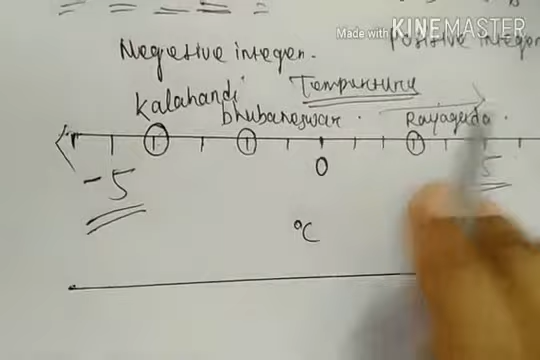 Made with KINEMASTER
Negative integer. Positive integer
Temperature
Kalahandi
bhubaneswar. Rayagada.
-5 0 5
°C